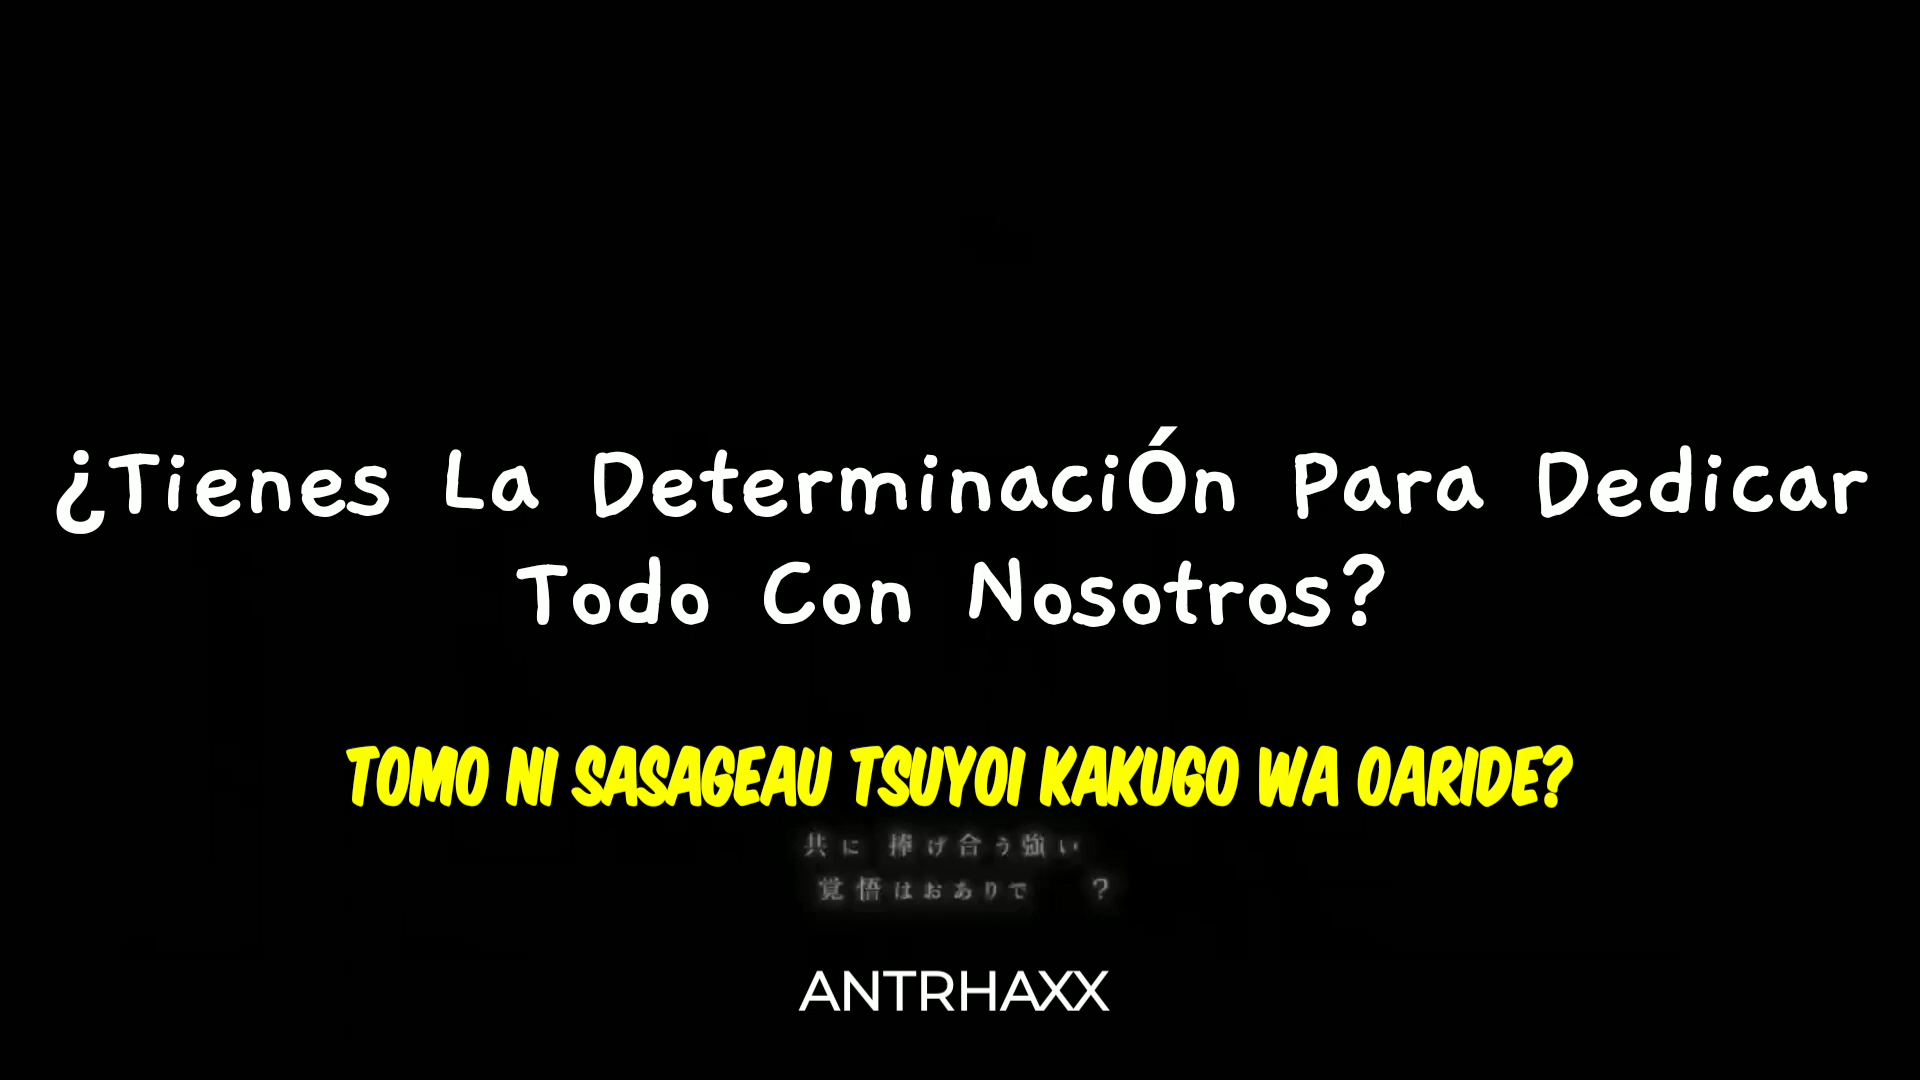 ¿Tienes La DeterminaciÓn Para Dedicar
Todo Con Nosotros?
TOMO NI SASAGEAU TSUYOI KAKUGO WA OARIDE?
共に 捧げ合う強い
覚悟はおありで ?
ANTRHAXX